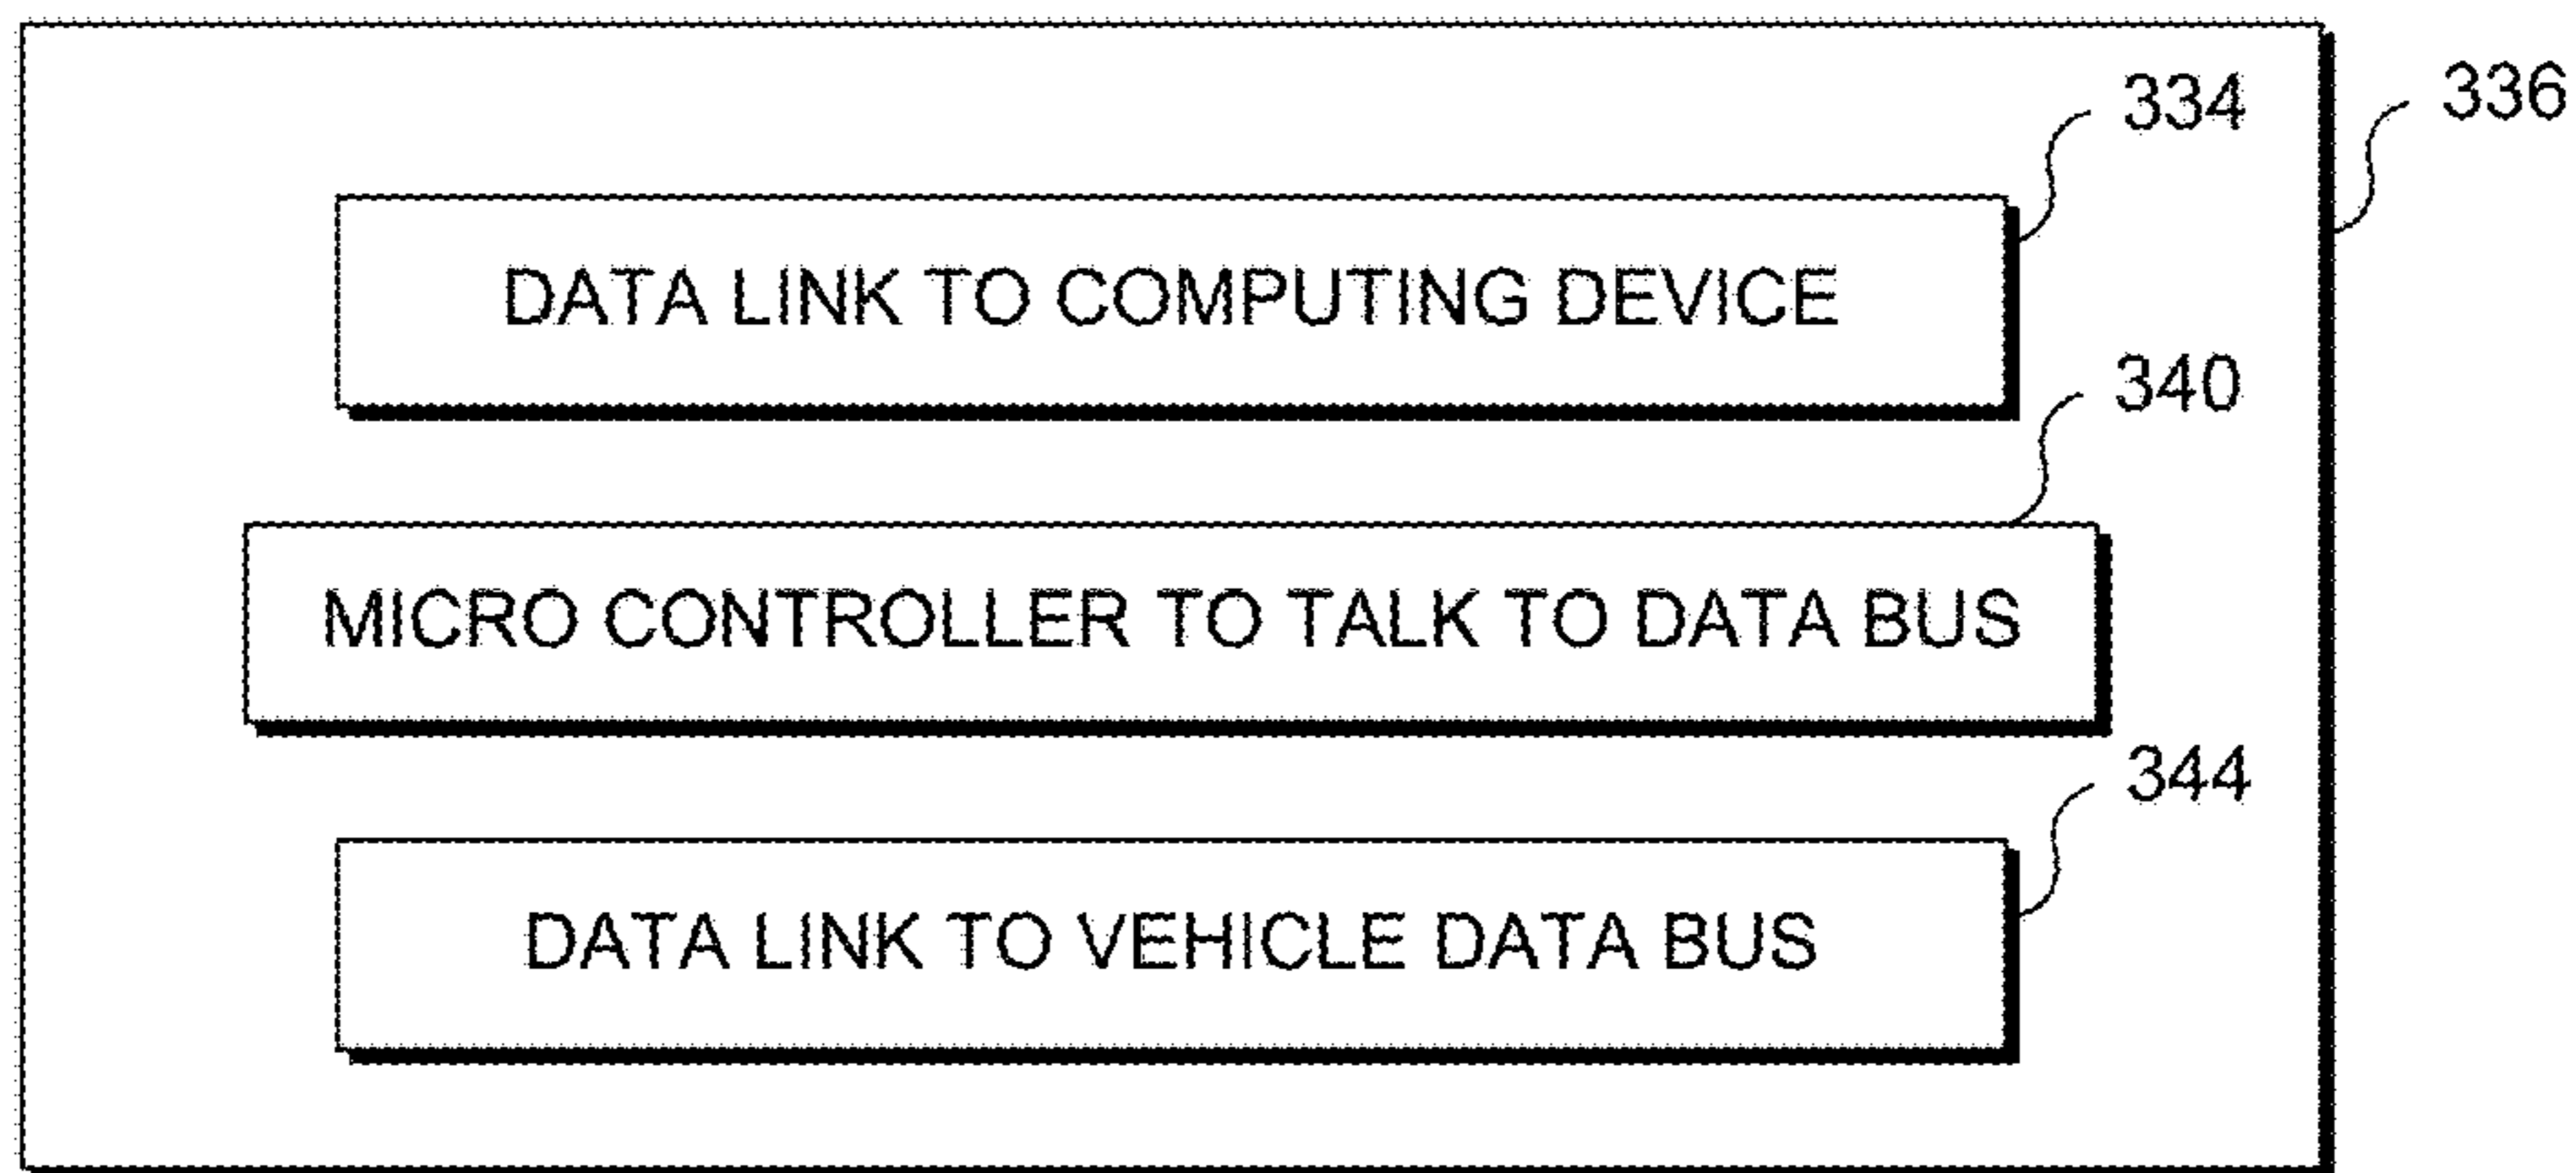 336
334
DATA LINK TO COMPUTING DEVICE
340
MICRO CONTROLLER TO TALK TO DATA BUS
344
DATA LINK TO VEHICLE DATA BUS